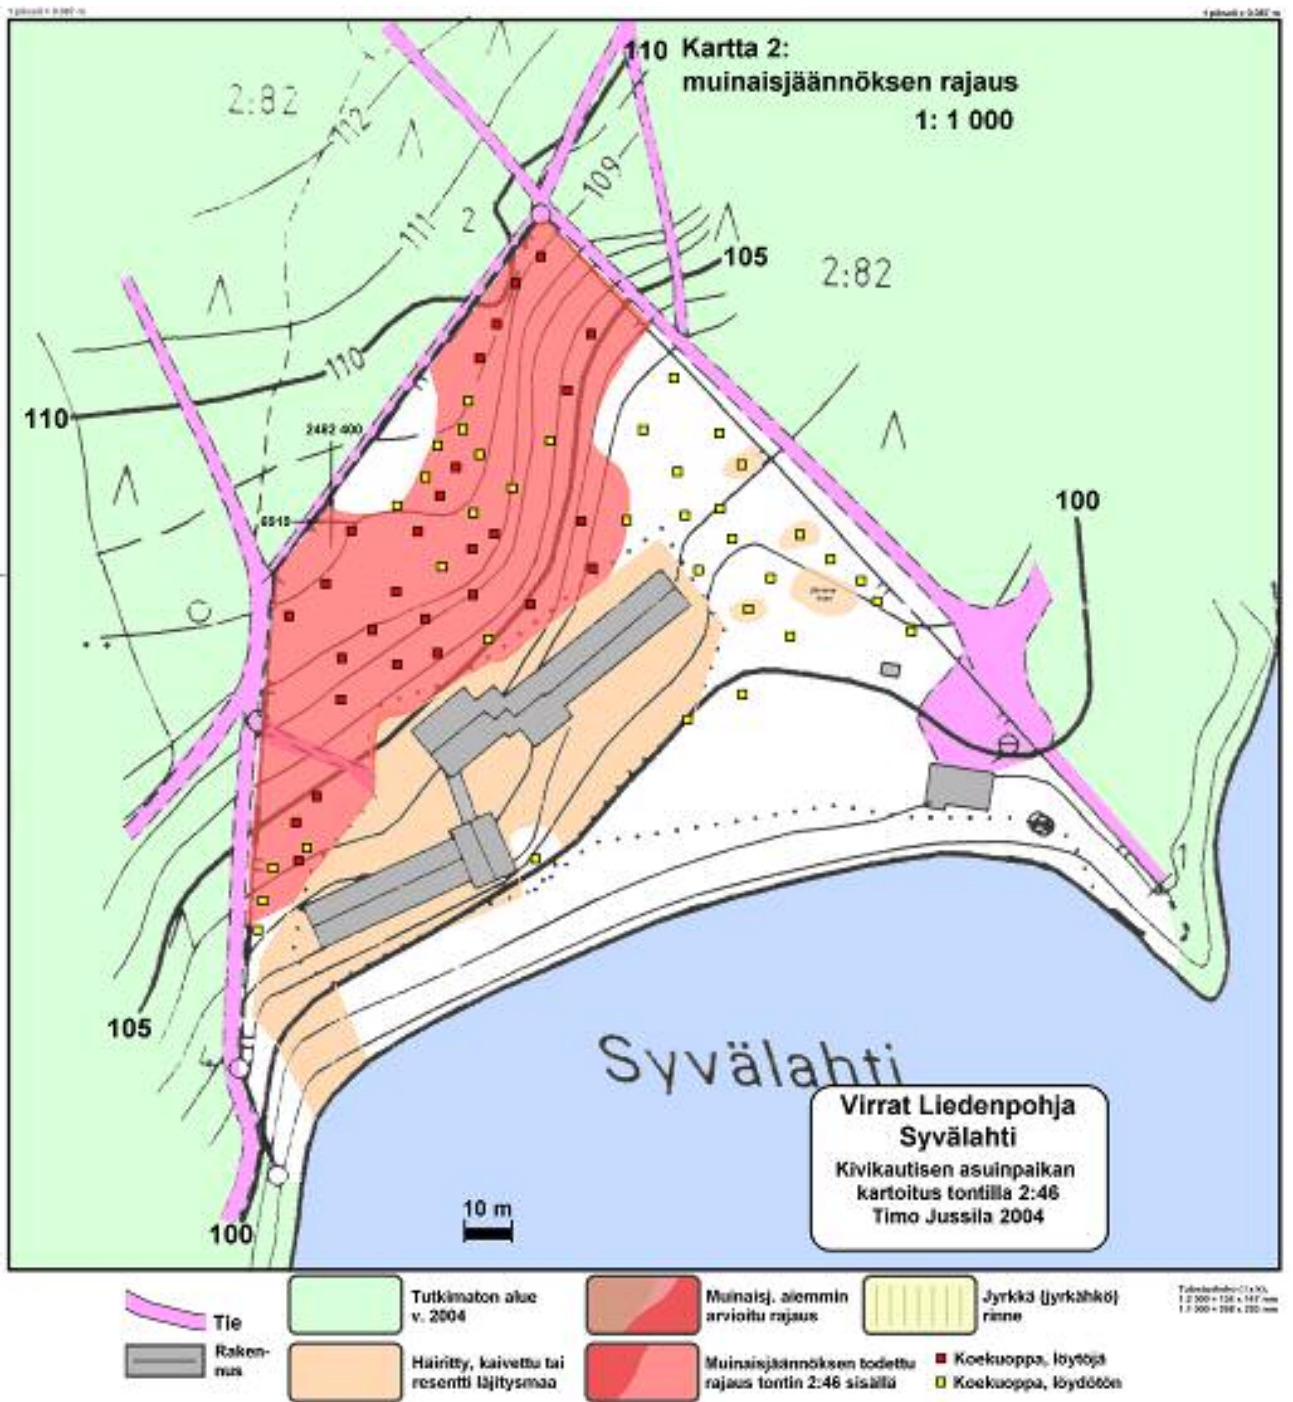 Kartta 2:
muinaisjäännöksen rajaus
1: 1 000
110
2:82
112
109
111
2
105
2:82
110
110
2482 400
100
105
1
100
10 m
Syvälahti
Virrat Liedenpohja
Syvälahti
Kivikautisen asuinpaikan
kartoitus tontilla 2:46
Timo Jussila 2004
Tie
Raken-
nus
Tutkimaton alue
v. 2004
Häiritty, kaivettu tai
resentti läjitysmaa
Muinaisj. aiemmin
arvioitu rajaus
Muinaisjäännöksen todettu
rajaus tontin 2:46 sisällä
Jyrkkä (jyrkähkö)
rinne
Koekuoppa, löytöjä
Koekuoppa, löydötön